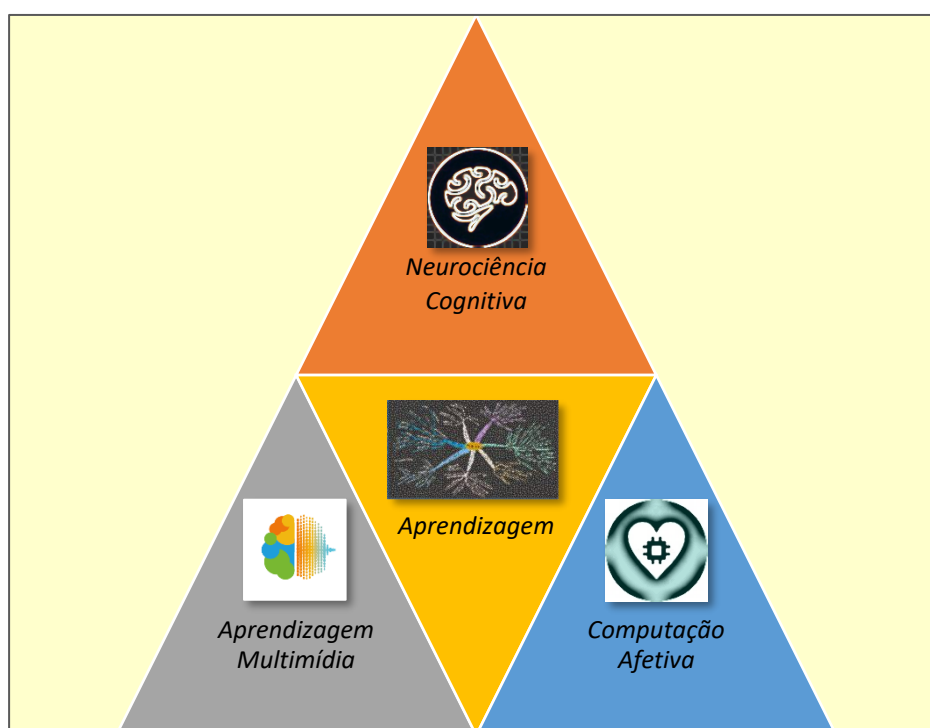 Neurociência
Cognitiva
Aprendizagem
Aprendizagem
Multimídia
Computação
Afetiva